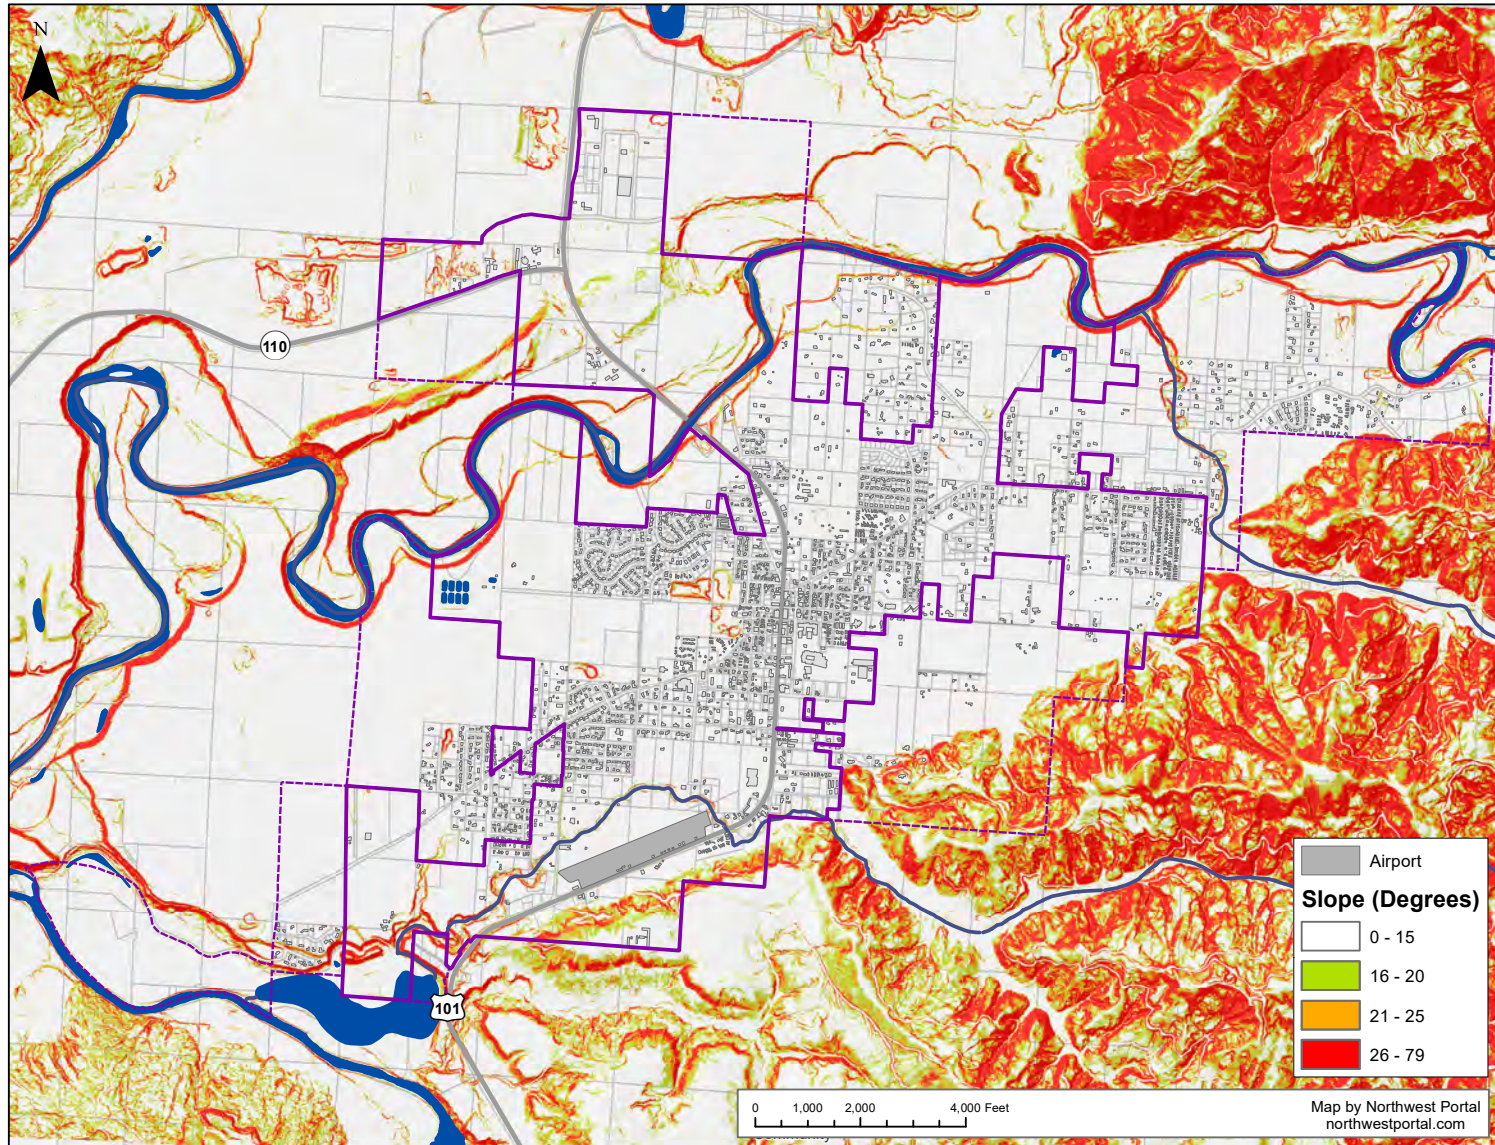 N
110
101
Airport
Slope (Degrees)
0 - 15
16 - 20
21 - 25
26 - 79
0 1,000 2,000 4,000 Feet
Community
Map by Northwest Portal
northwestportal.com